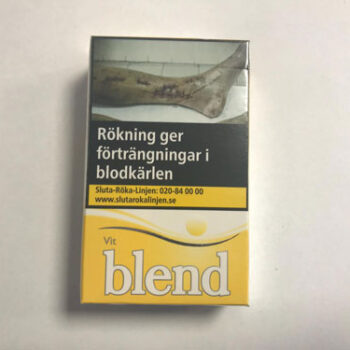 Rökning ger
förträngningar i
blodkärlen
Sluta-Röka-Linjen: 020-84 00 00
www.slutarokalinjen.se
Vit
blend